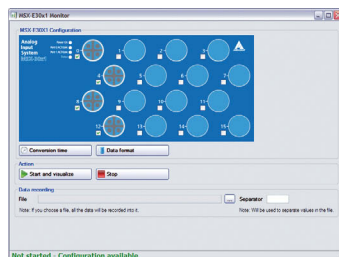 MSX-E30x1 Monitor
MSX-E30X1 Configuration
Analog
Input
System
MSX-E30x1
0
1
2
3
4
5
6
7
8
9
10
11
12
13
14
15
Conversion time
Data format
Action
Start and visualize
Stop
Data recording
File
...
Separator
Note: If you choose a file, all the data will be recorded into it.
Note: Will be used to separate values in the file.
Not started - Configuration available